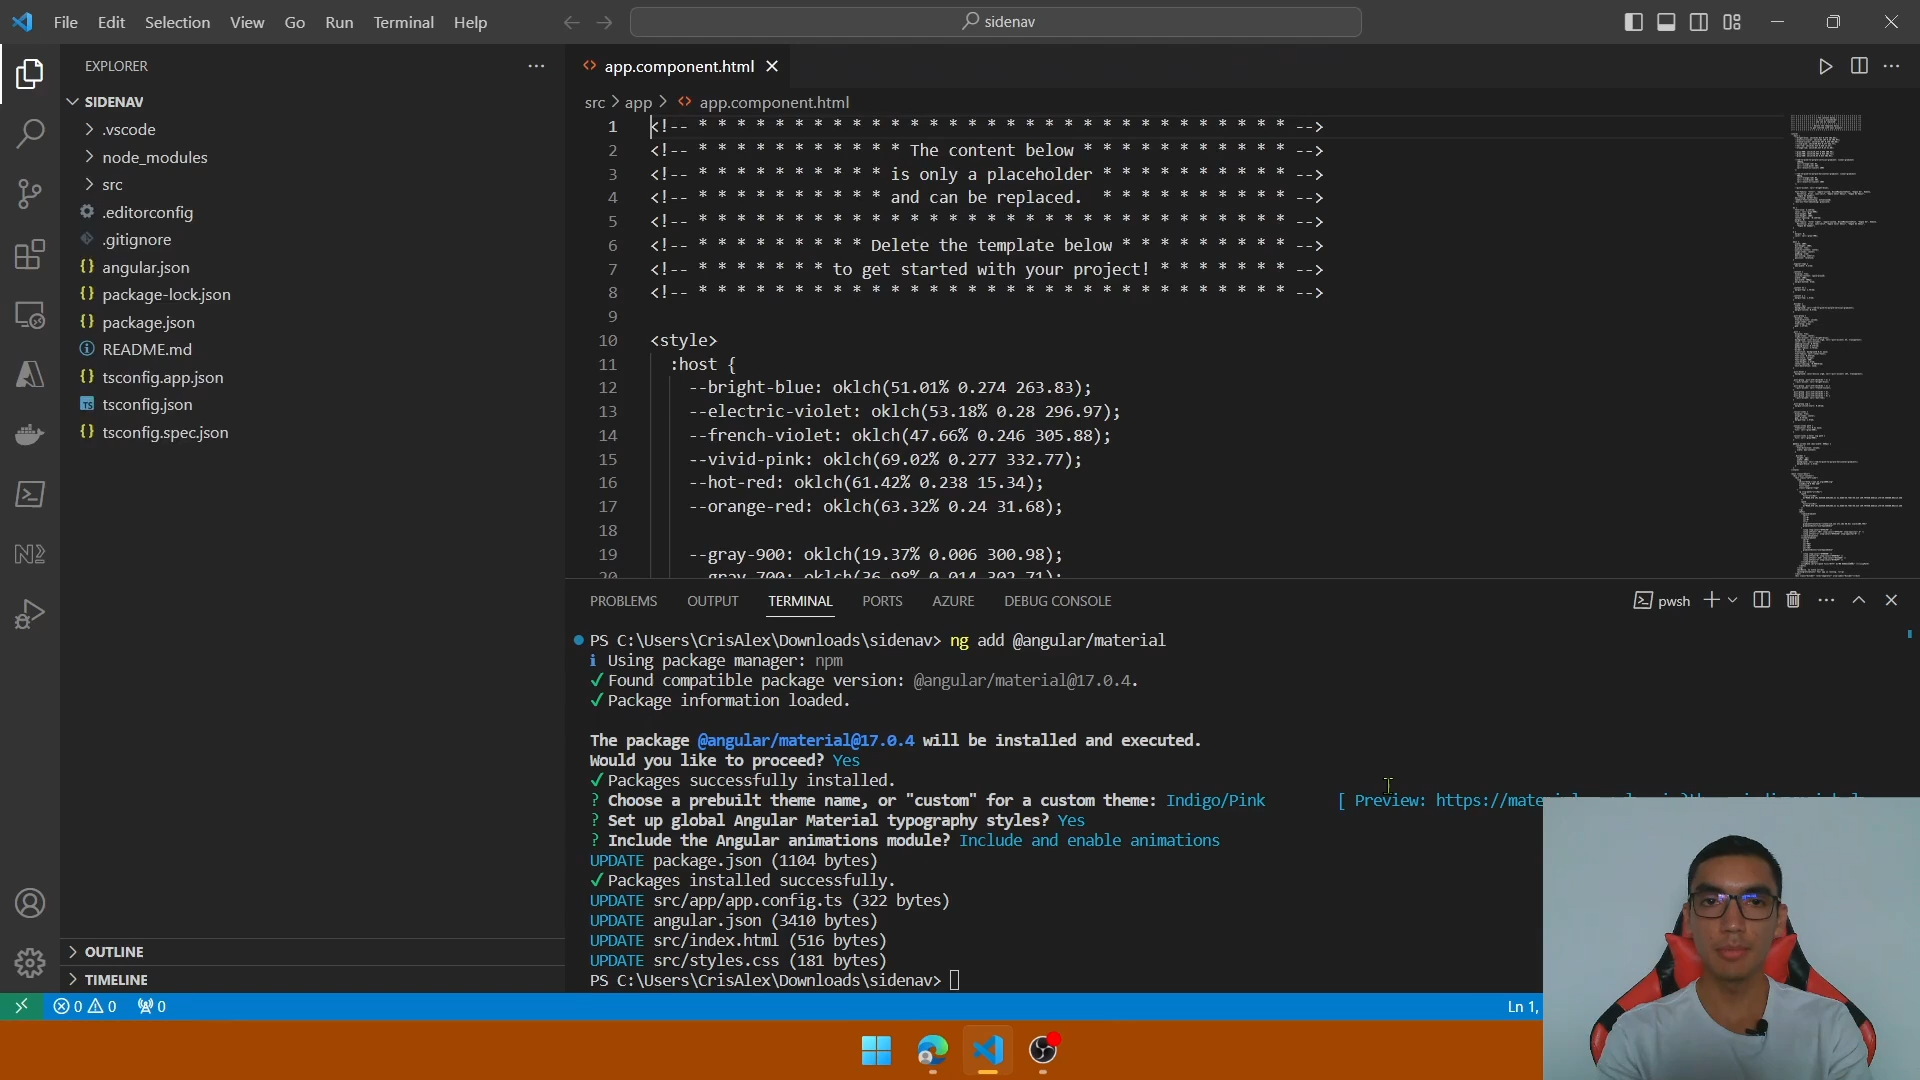 File Edit Selection View Go Run Terminal Help
sidenav
EXPLORER
SIDENAV
.vscode
node_modules
src
.editorconfig
.gitignore
angular.json
package-lock.json
package.json
README.md
tsconfig.app.json
tsconfig.json
tsconfig.spec.json
OUTLINE
TIMELINE
app.component.html
src > app > app.component.html
1 <!-- * * * * * * * * * * * * * * * * * * * * * * * * * * * * * * * -->
2 <!-- * * * * * * * * * * * The content below * * * * * * * * * * * -->
3 <!-- * * * * * * * * * * is only a placeholder * * * * * * * * * * -->
4 <!-- * * * * * * * * * * and can be replaced.  * * * * * * * * * * -->
5 <!-- * * * * * * * * * * * * * * * * * * * * * * * * * * * * * * * -->
6 <!-- * * * * * * * * * Delete the template below * * * * * * * * * -->
7 <!-- * * * * * * * to get started with your project! * * * * * * * -->
8 <!-- * * * * * * * * * * * * * * * * * * * * * * * * * * * * * * * -->
9
10 <style>
11 :host {
12 --bright-blue: oklch(51.01% 0.274 263.83);
13 --electric-violet: oklch(53.18% 0.28 296.97);
14 --french-violet: oklch(47.66% 0.246 305.88);
15 --vivid-pink: oklch(69.02% 0.277 332.77);
16 --hot-red: oklch(61.42% 0.238 15.34);
17 --orange-red: oklch(63.32% 0.24 31.68);
18
19 --gray-900: oklch(19.37% 0.006 300.98);
20 --gray-700: oklch(36.98% 0.014 302.71);
PROBLEMS OUTPUT TERMINAL PORTS AZURE DEBUG CONSOLE
pwsh
PS C:\Users\CrisAlex\Downloads\sidenav> ng add @angular/material
i Using package manager: npm
✓ Found compatible package version: @angular/material@17.0.4.
✓ Package information loaded.
The package @angular/material@17.0.4 will be installed and executed.
Would you like to proceed? Yes
✓ Packages successfully installed.
? Choose a prebuilt theme name, or "custom" for a custom theme: Indigo/Pink [ Preview: https://mate
? Set up global Angular Material typography styles? Yes
? Include the Angular animations module? Include and enable animations
UPDATE package.json (1104 bytes)
✓ Packages installed successfully.
UPDATE src/app/app.config.ts (322 bytes)
UPDATE angular.json (3410 bytes)
UPDATE src/index.html (516 bytes)
UPDATE src/styles.css (181 bytes)
PS C:\Users\CrisAlex\Downloads\sidenav>
0 0 0
Ln 1,